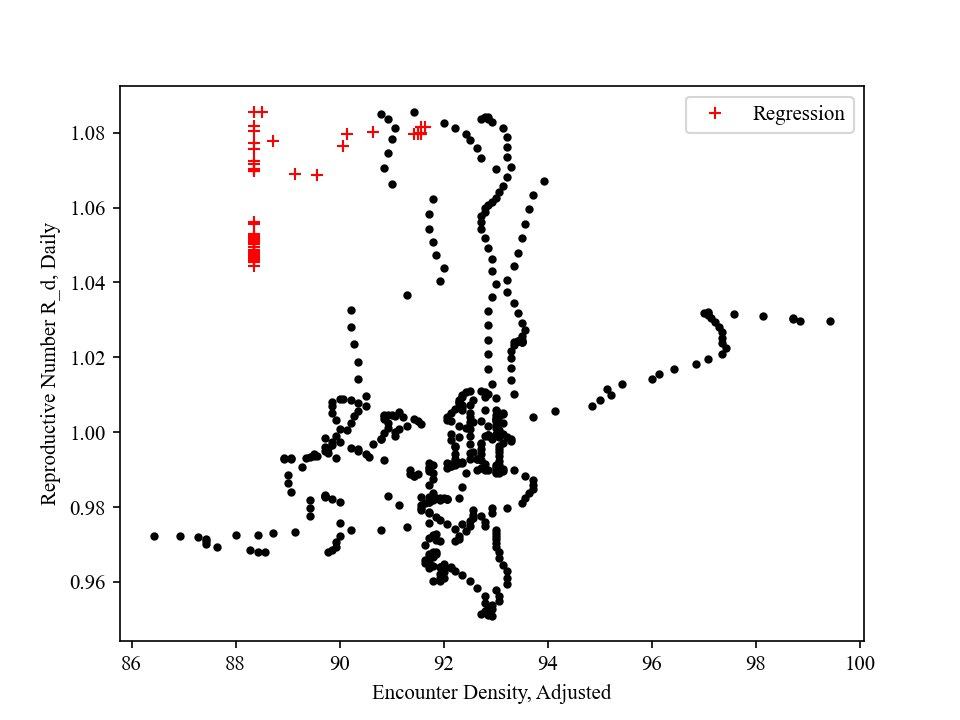 Regression
1.08
1.06
1.04
1.02
1.00
0.98
0.96
Reproductive Number R_d, Daily
86 88 90 92 94 96 98 100
Encounter Density, Adjusted